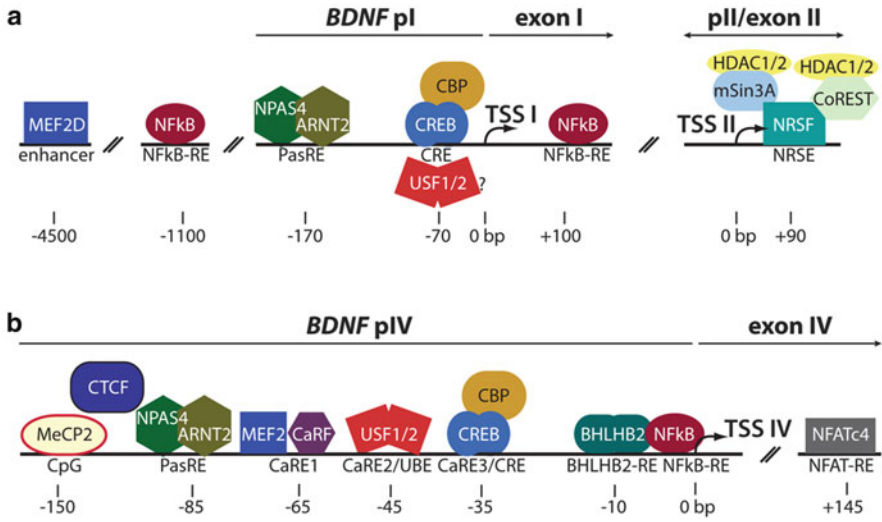 a
BDNF pI exon I pII/exon II
HDAC1/2 HDAC1/2
CBP mSin3A CoREST
NPAS4 ARNT2
MEF2D NFkB CREB TSS I NFkB TSS II NRSF
enhancer NFkB-RE PasRE CRE NFkB-RE NRSE
USF1/2 ?
-4500 -1100 -170 -70 0 bp +100 0 bp +90
b
BDNF pIV exon IV
CTCF CBP
MeCP2 NPAS4 ARNT2 MEF2 CaRF USF1/2 CREB BHLHB2 NFkB TSS IV NFATc4
CpG PasRE CaRE1 CaRE2/UBE CaRE3/CRE BHLHB2-RE NFkB-RE NFAT-RE
-150 -85 -65 -45 -35 -10 0 bp +145